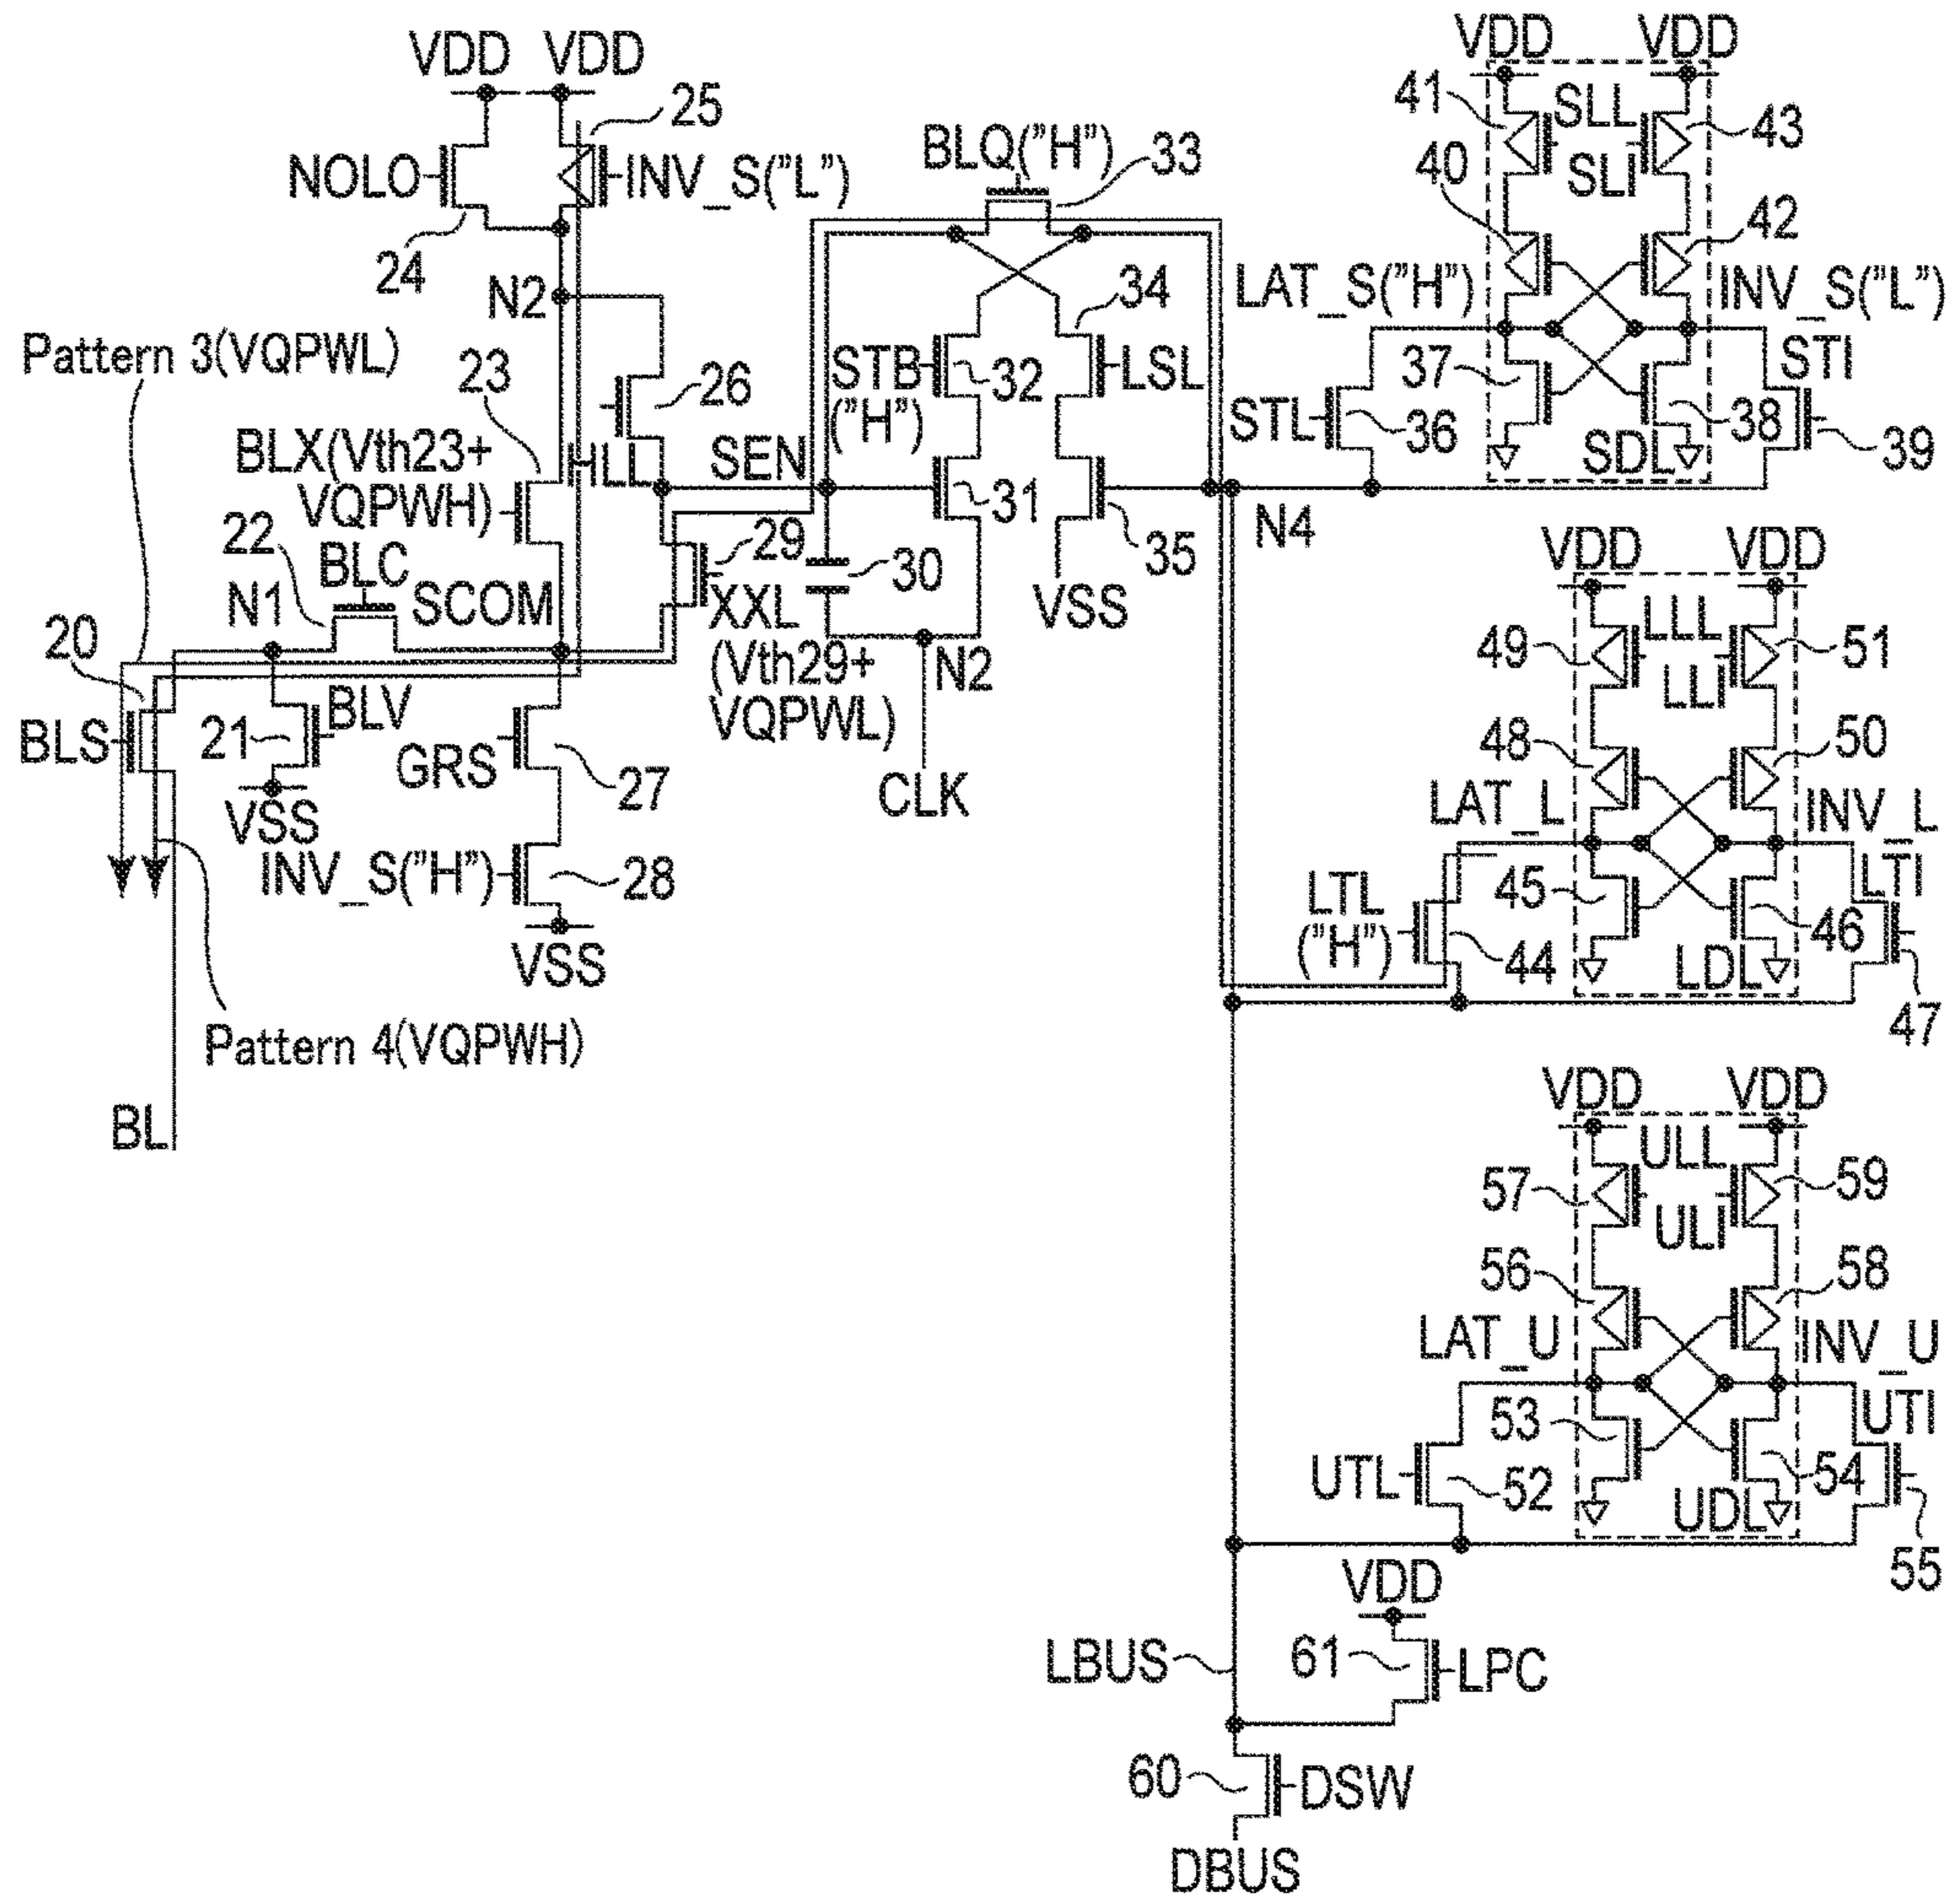 VDD VDD
25
NOLO
INV_S("L")
24
N2
BLQ("H")
33
VDD VDD
41
SLL
43
40
SLI
42
LAT_S("H")
INV_S("L")
34
Pattern 3(VQPWL)
23
26
STB
("H")
32
LSL
37
STI
STL
36
38
SDL
39
BLX(Vth23+
VQPWH)
HLL
SEN
31
N4
22
BLC
29
30
35
VSS
N1
SCOM
XXL
(Vth29+
VQPWL)
N2
CLK
20
BLS
21
BLV
VSS
GRS
27
INV_S("H")
28
VSS
Pattern 4(VQPWH)
BL
VDD VDD
49
LLL
51
LLI
48
50
LAT_L
INV_L
LTL
("H")
45
LTI
44
46
LDL
47
VDD VDD
57
ULL
59
ULI
56
58
LAT_U
INV_U
53
UTI
UTL
52
54
UDL
55
VDD
LBUS
61
LPC
60
DSW
DBUS